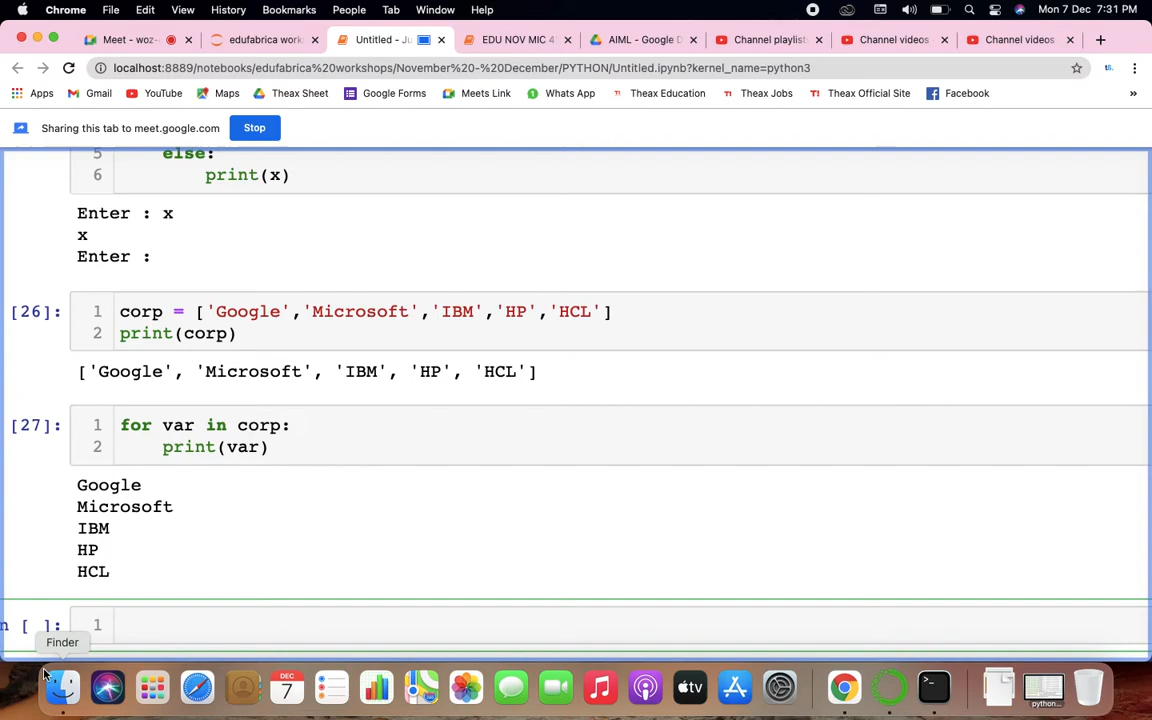 Chrome File Edit View History Bookmarks People Tab Window Help Mon 7 Dec 7:31 PM
Meet - woz- edufabrica work Untitled - Ju EDU NOV MIC 4 AIML - Google D Channel playlist Channel videos - Channel videos
localhost:8889/notebooks/edufabrica%20workshops/November%20-%20December/PYTHON/Untitled.ipynb?kernel_name=python3
Apps Gmail YouTube Maps Theax Sheet Google Forms Meets Link Whats App Theax Education Theax Jobs Theax Official Site Facebook »
Sharing this tab to meet.google.com Stop
5 else:
6 print(x)
Enter : x
x
Enter :
[26]: 1 corp = ['Google','Microsoft','IBM','HP','HCL']
2 print(corp)
['Google', 'Microsoft', 'IBM', 'HP', 'HCL']
[27]: 1 for var in corp:
2 print(var)
Google
Microsoft
IBM
HP
HCL
n [ ]: 1
Finder
DEC
7
tv
python...